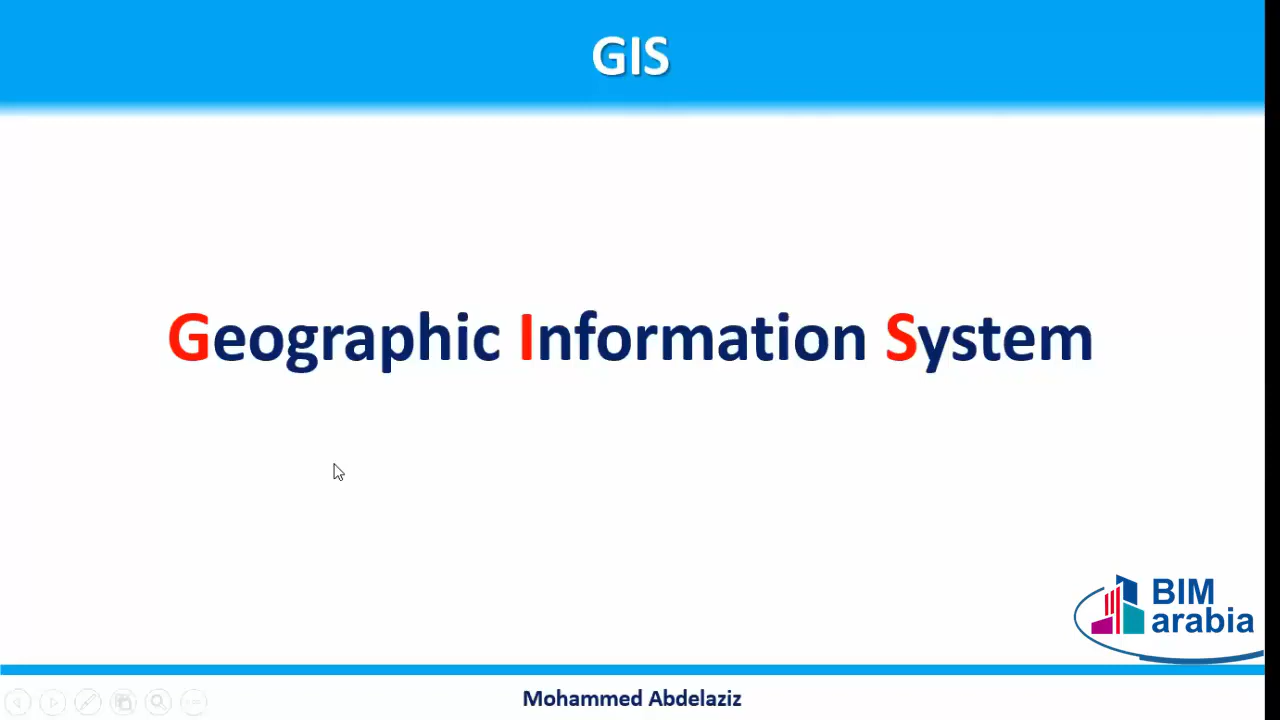 GIS
Geographic Information System
BIM
arabia
Mohammed Abdelaziz